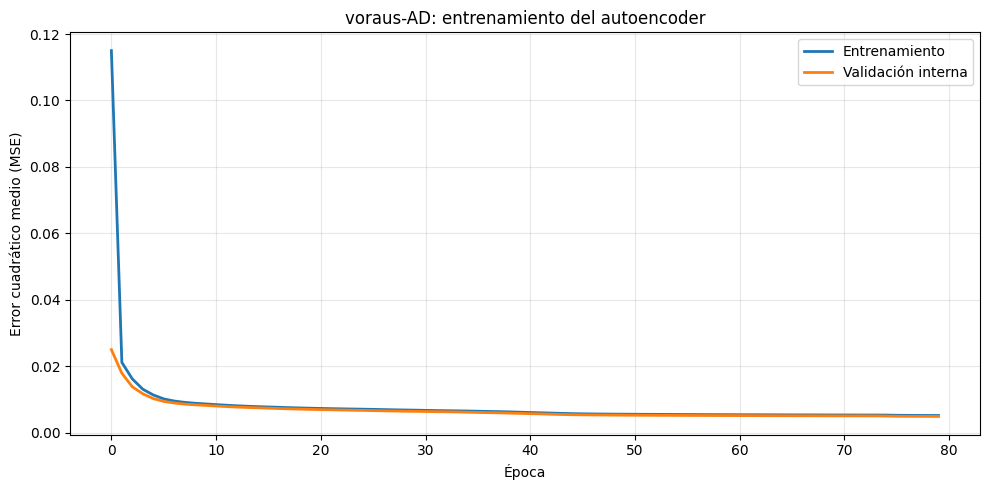 voraus-AD: entrenamiento del autoencoder
Entrenamiento
Validación interna
Error cuadrático medio (MSE)
0.12
0.10
0.08
0.06
0.04
0.02
0.00
0 10 20 30 40 50 60 70 80
Época